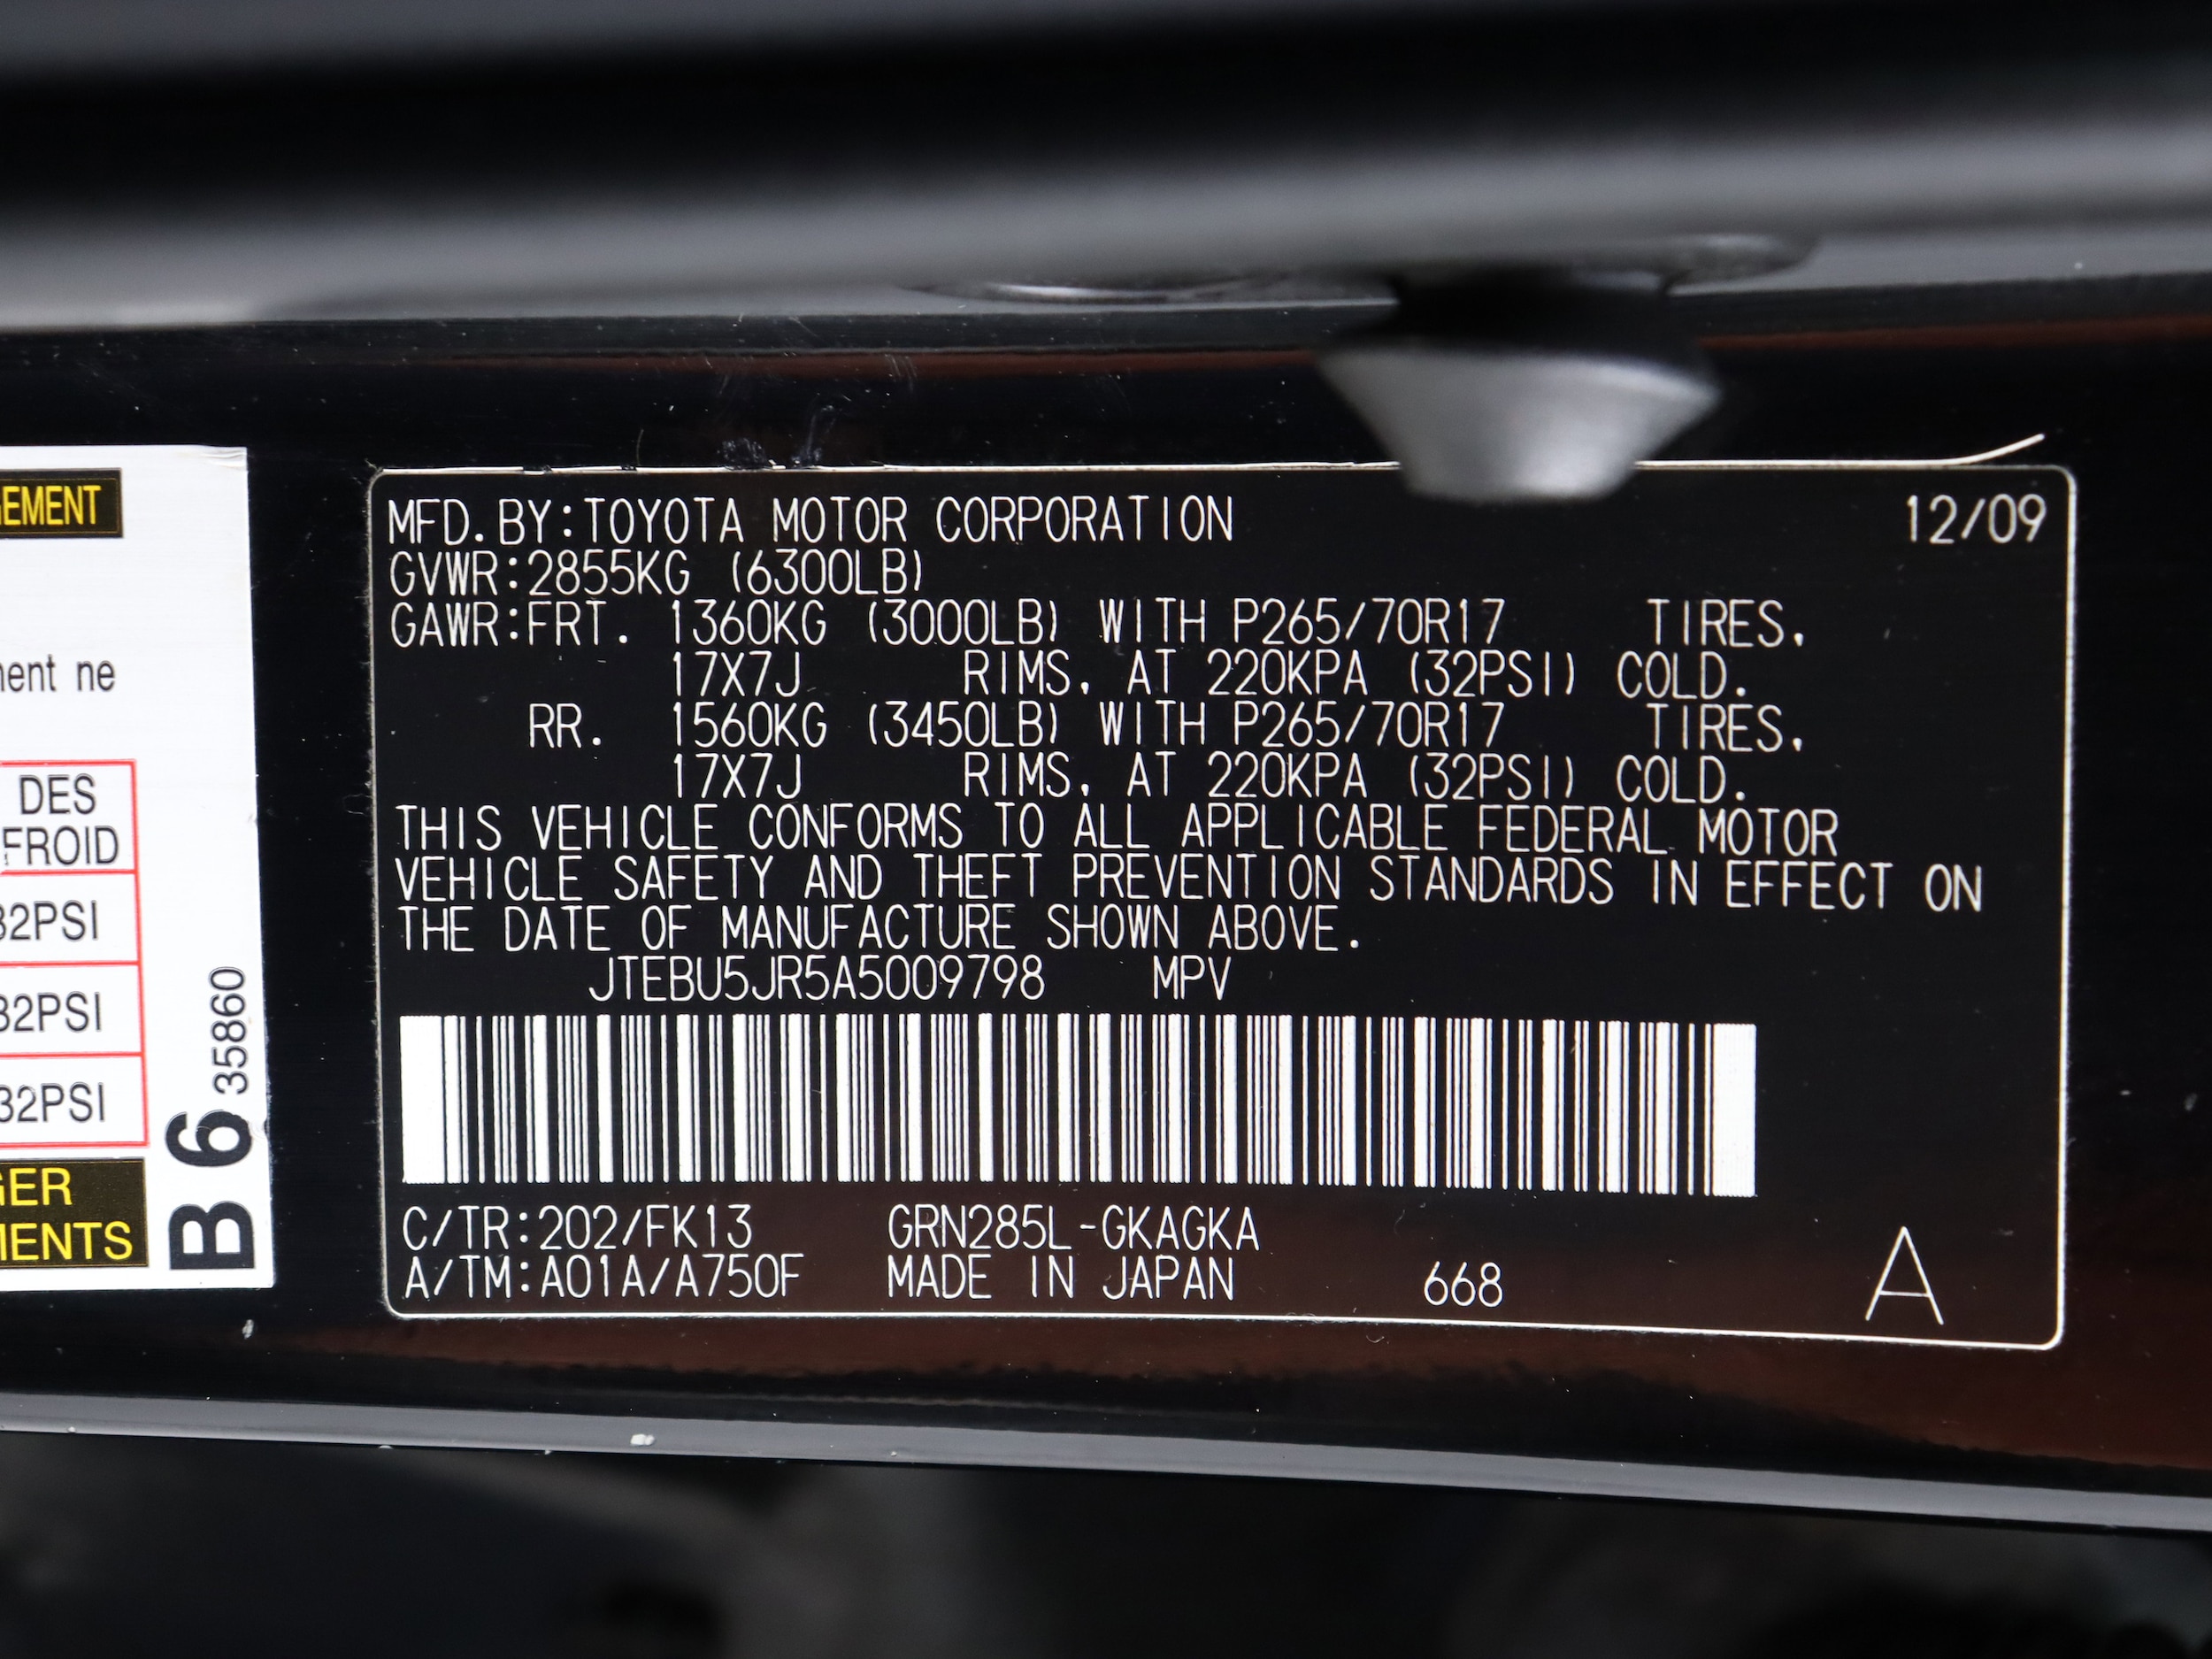 EMENT
ent ne
DES
FROID
32PSI
32PSI
32PSI
GER
MENTS
B 6 35860
MFD. BY:TOYOTA MOTOR CORPORATION 12/09
GVWR:2855KG (6300LB)
GAWR:FRT. 1360KG (3000LB) WITH P265/70R17 TIRES,
17X7J RIMS, AT 220KPA (32PSI) COLD.
RR. 1560KG (3450LB) WITH P265/70R17 TIRES,
17X7J RIMS, AT 220KPA (32PSI) COLD.
THIS VEHICLE CONFORMS TO ALL APPLICABLE FEDERAL MOTOR
VEHICLE SAFETY AND THEFT PREVENTION STANDARDS IN EFFECT ON
THE DATE OF MANUFACTURE SHOWN ABOVE.
JTEBU5JR5A5009798 MPV
C/TR:202/FK13 GRN285L-GKAGKA
A/TM:A01A/A750F MADE IN JAPAN 668 A